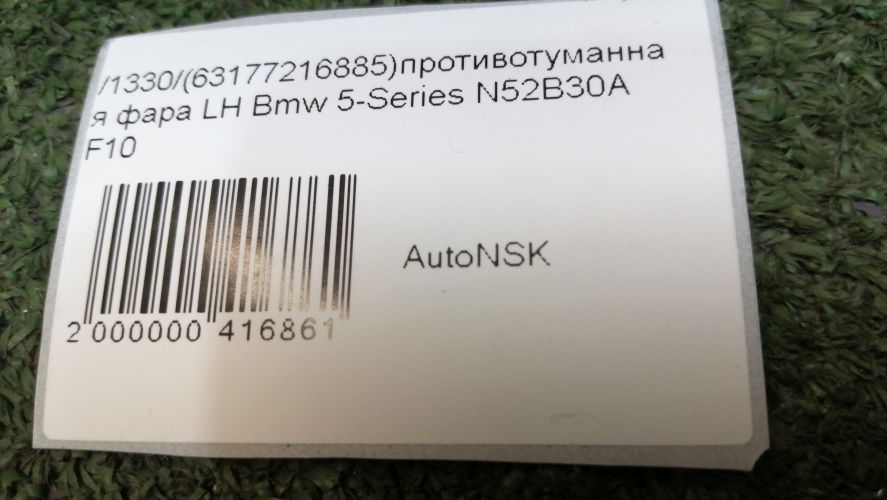 /1330/(63177216885)противотуманна
я фара LH Bmw 5-Series N52B30A
F10
AutoNSK
2 000000 416861